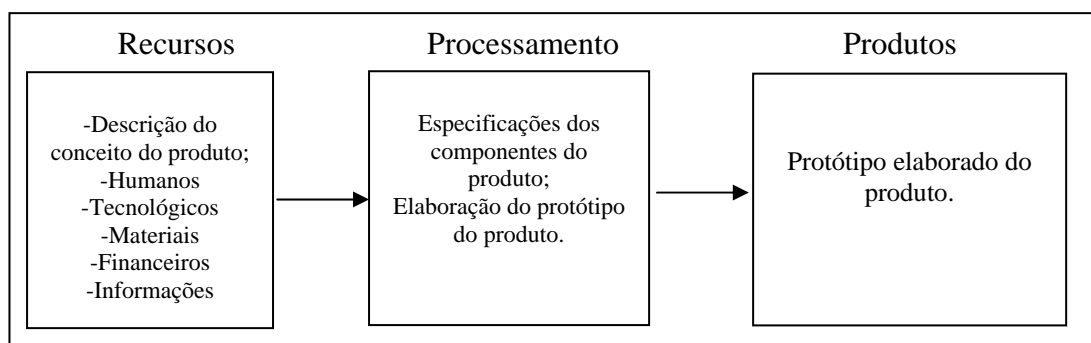 Recursos
Processamento
Produtos
-Descrição do
conceito do produto;
-Humanos
-Tecnológicos
-Materiais
-Financeiros
-Informações
Especificações dos
componentes do
produto;
Elaboração do protótipo
do produto.
Protótipo elaborado do
produto.